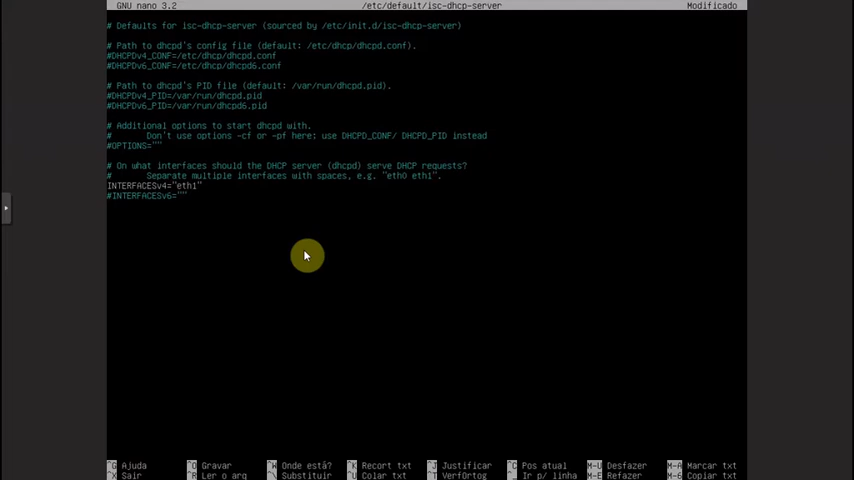 GNU nano 3.2 /etc/default/isc-dhcp-server Modificado
# Defaults for isc-dhcp-server (sourced by /etc/init.d/isc-dhcp-server)
# Path to dhcpd's config file (default: /etc/dhcp/dhcpd.conf).
#DHCPDv4_CONF=/etc/dhcp/dhcpd.conf
#DHCPDv6_CONF=/etc/dhcp/dhcpd6.conf
# Path to dhcpd's PID file (default: /var/run/dhcpd.pid).
#DHCPDv4_PID=/var/run/dhcpd.pid
#DHCPDv6_PID=/var/run/dhcpd6.pid
# Additional options to start dhcpd with.
# Don't use options -cf or -pf here; use DHCPD_CONF/ DHCPD_PID instead
#OPTIONS=""
# On what interfaces should the DHCP server (dhcpd) serve DHCP requests?
# Separate multiple interfaces with spaces, e.g. "eth0 eth1".
INTERFACESv4="eth1"
#INTERFACESv6=""
^G Ajuda ^O Gravar ^W Onde está? ^K Recort txt ^J Justificar ^C Pos atual M-U Desfazer M-A Marcar txt
^X Sair ^R Ler o arq ^\ Substituir ^U Colar txt ^T VerfOrtog ^_ Ir p/ linha M-E Refazer M-6 Copiar txt